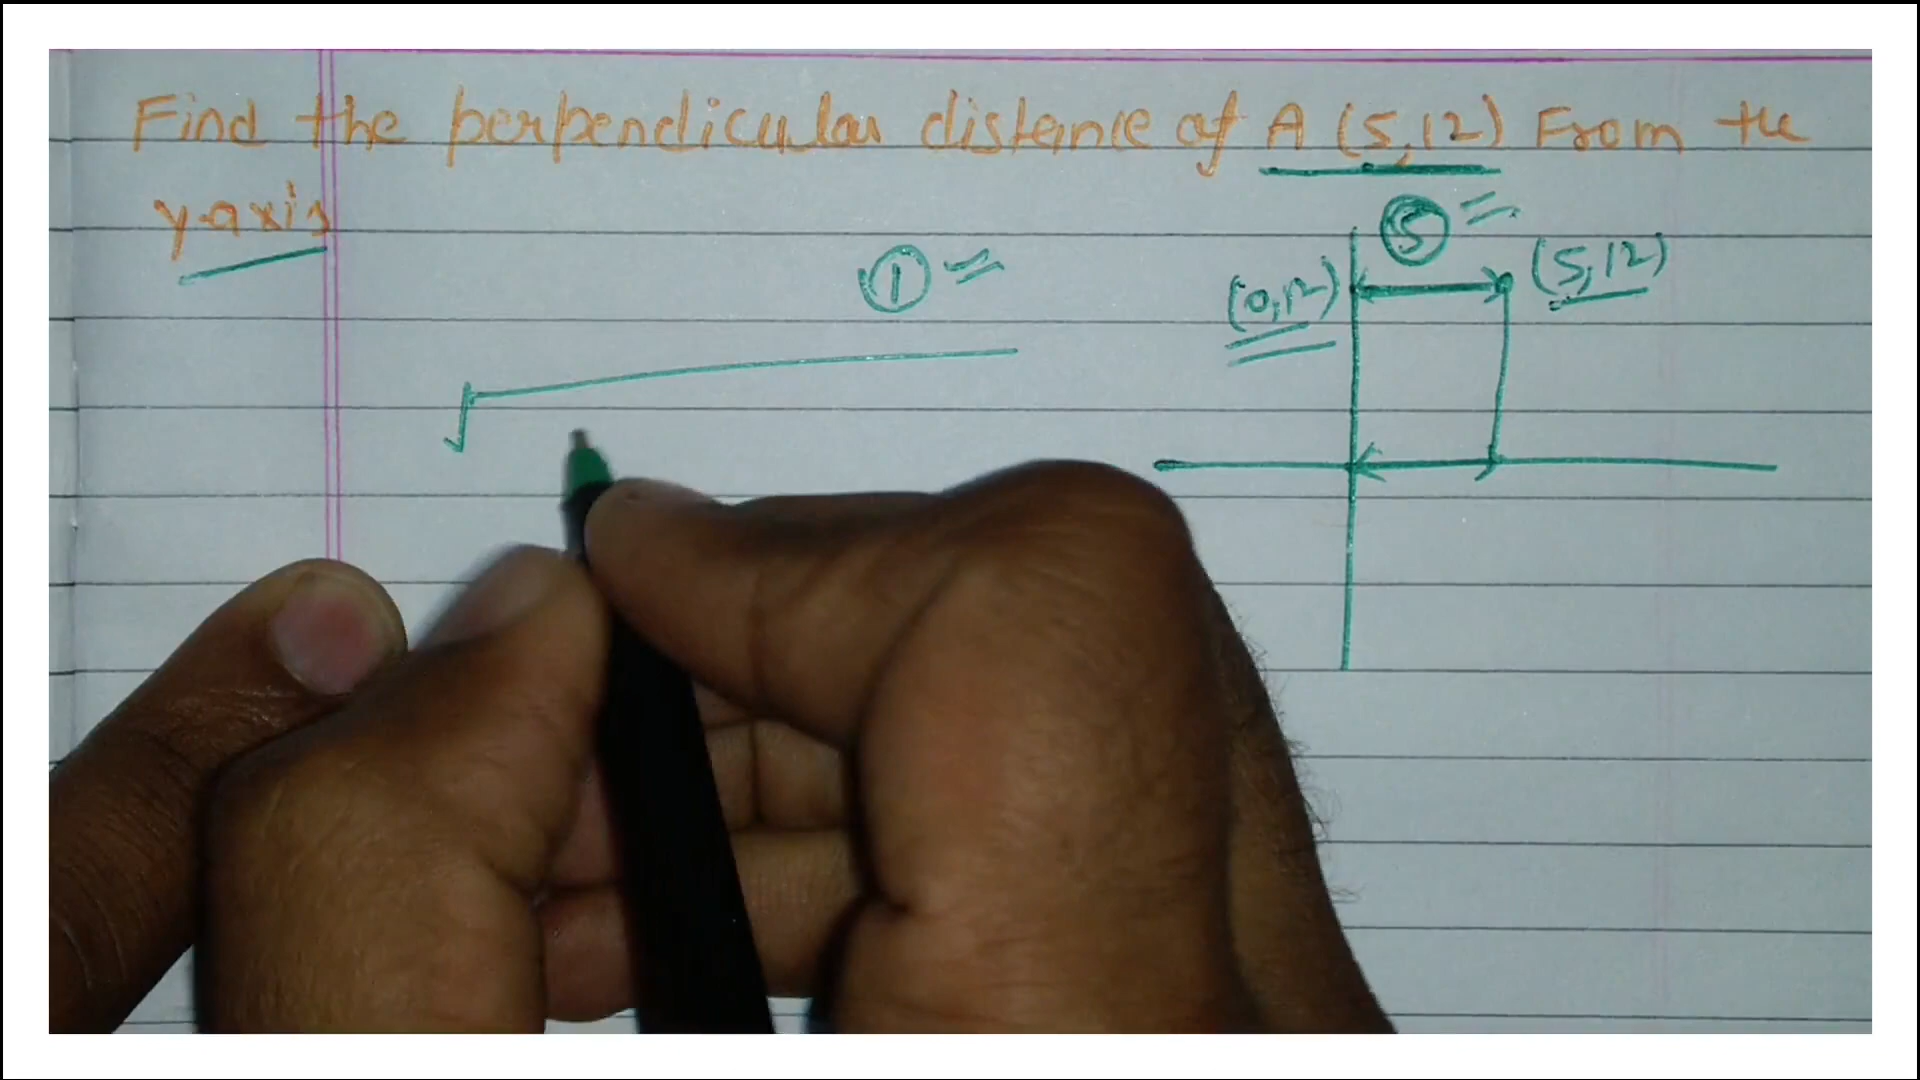 Find the perpendicular distance of A (5,12) From the
y-axis
① =
⑤ =
(0,12)
(5,12)
√